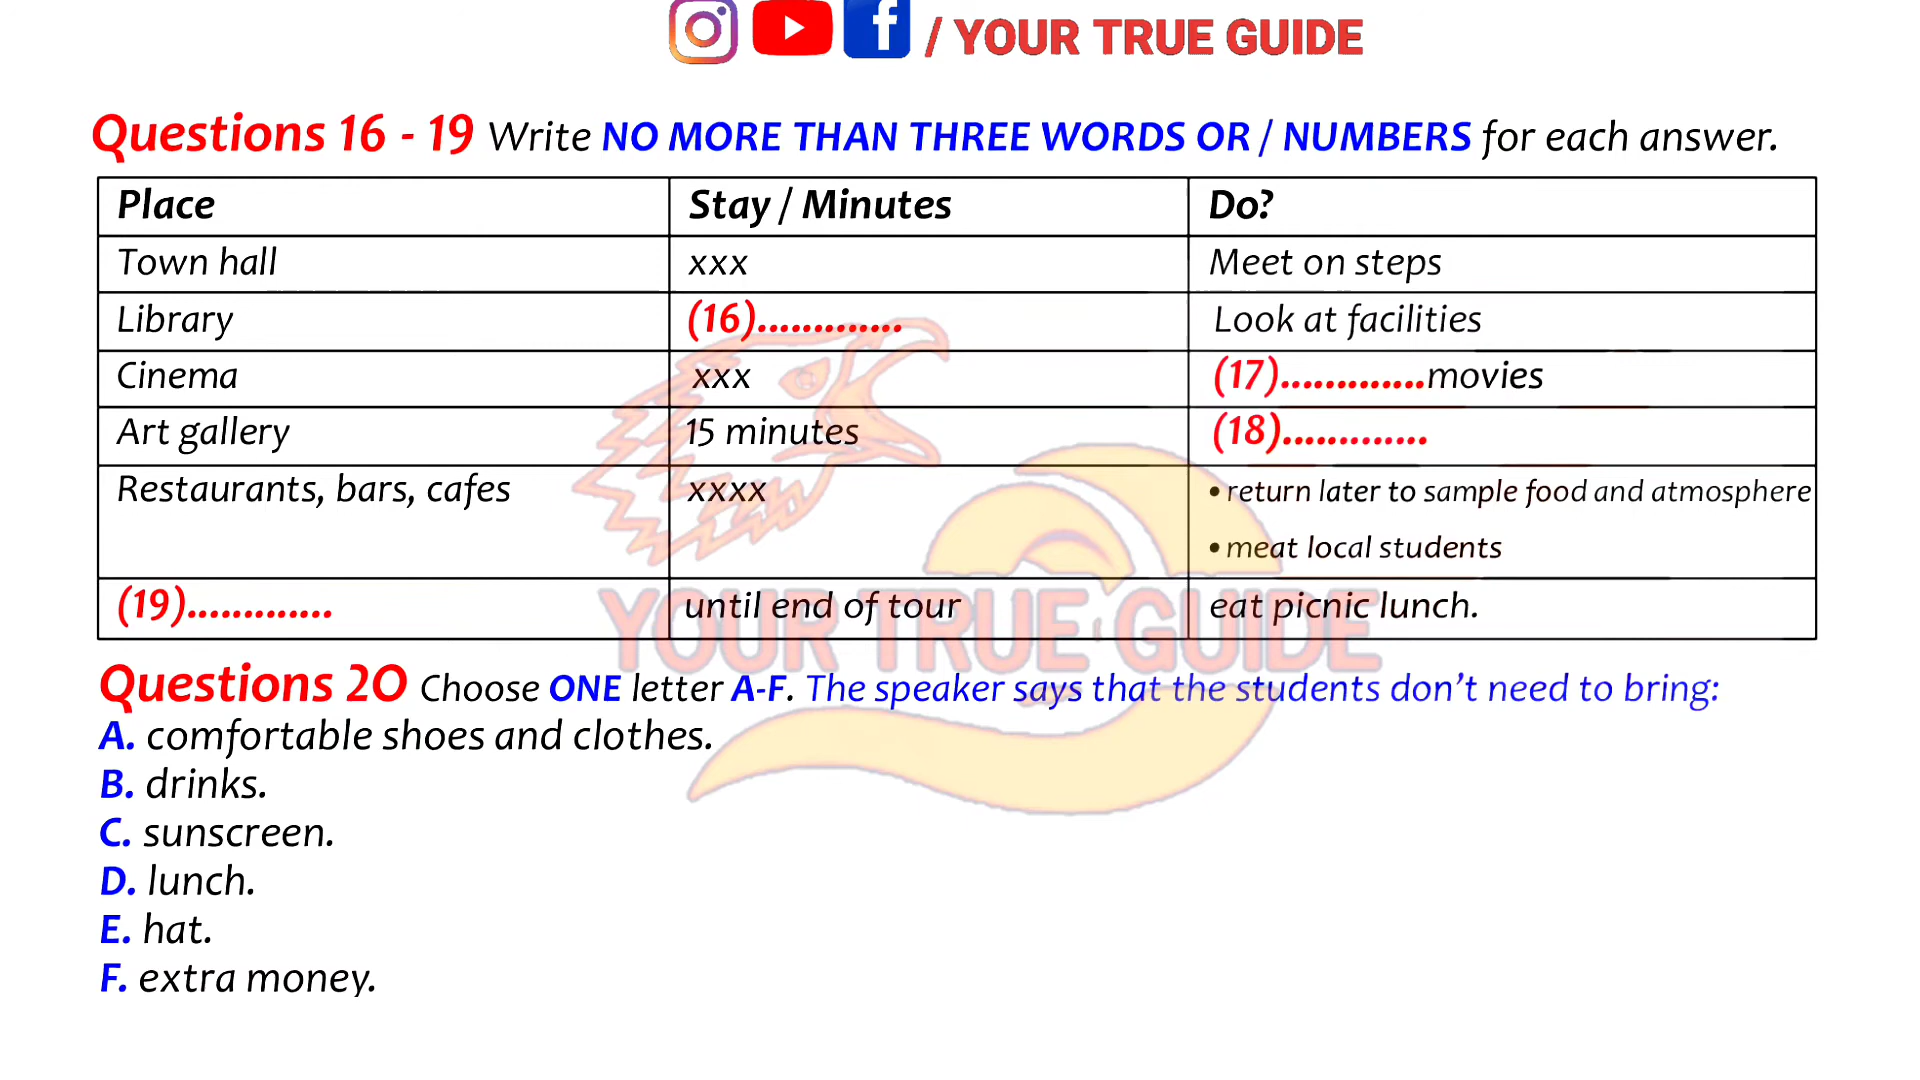 / YOUR TRUE GUIDE
Questions 16 - 19 Write NO MORE THAN THREE WORDS OR / NUMBERS for each answer.
Place Stay / Minutes Do?
Town hall xxx Meet on steps
Library (16)............. Look at facilities
Cinema xxx (17).............movies
Art gallery 15 minutes (18).............
Restaurants, bars, cafes xxxx • return later to sample food and atmosphere
• meat local students
(19)............. until end of tour eat picnic lunch.
YOUR TRUE GUIDE
Questions 2O Choose ONE letter A-F. The speaker says that the students don't need to bring:
A. comfortable shoes and clothes.
B. drinks.
C. sunscreen.
D. lunch.
E. hat.
F. extra money.